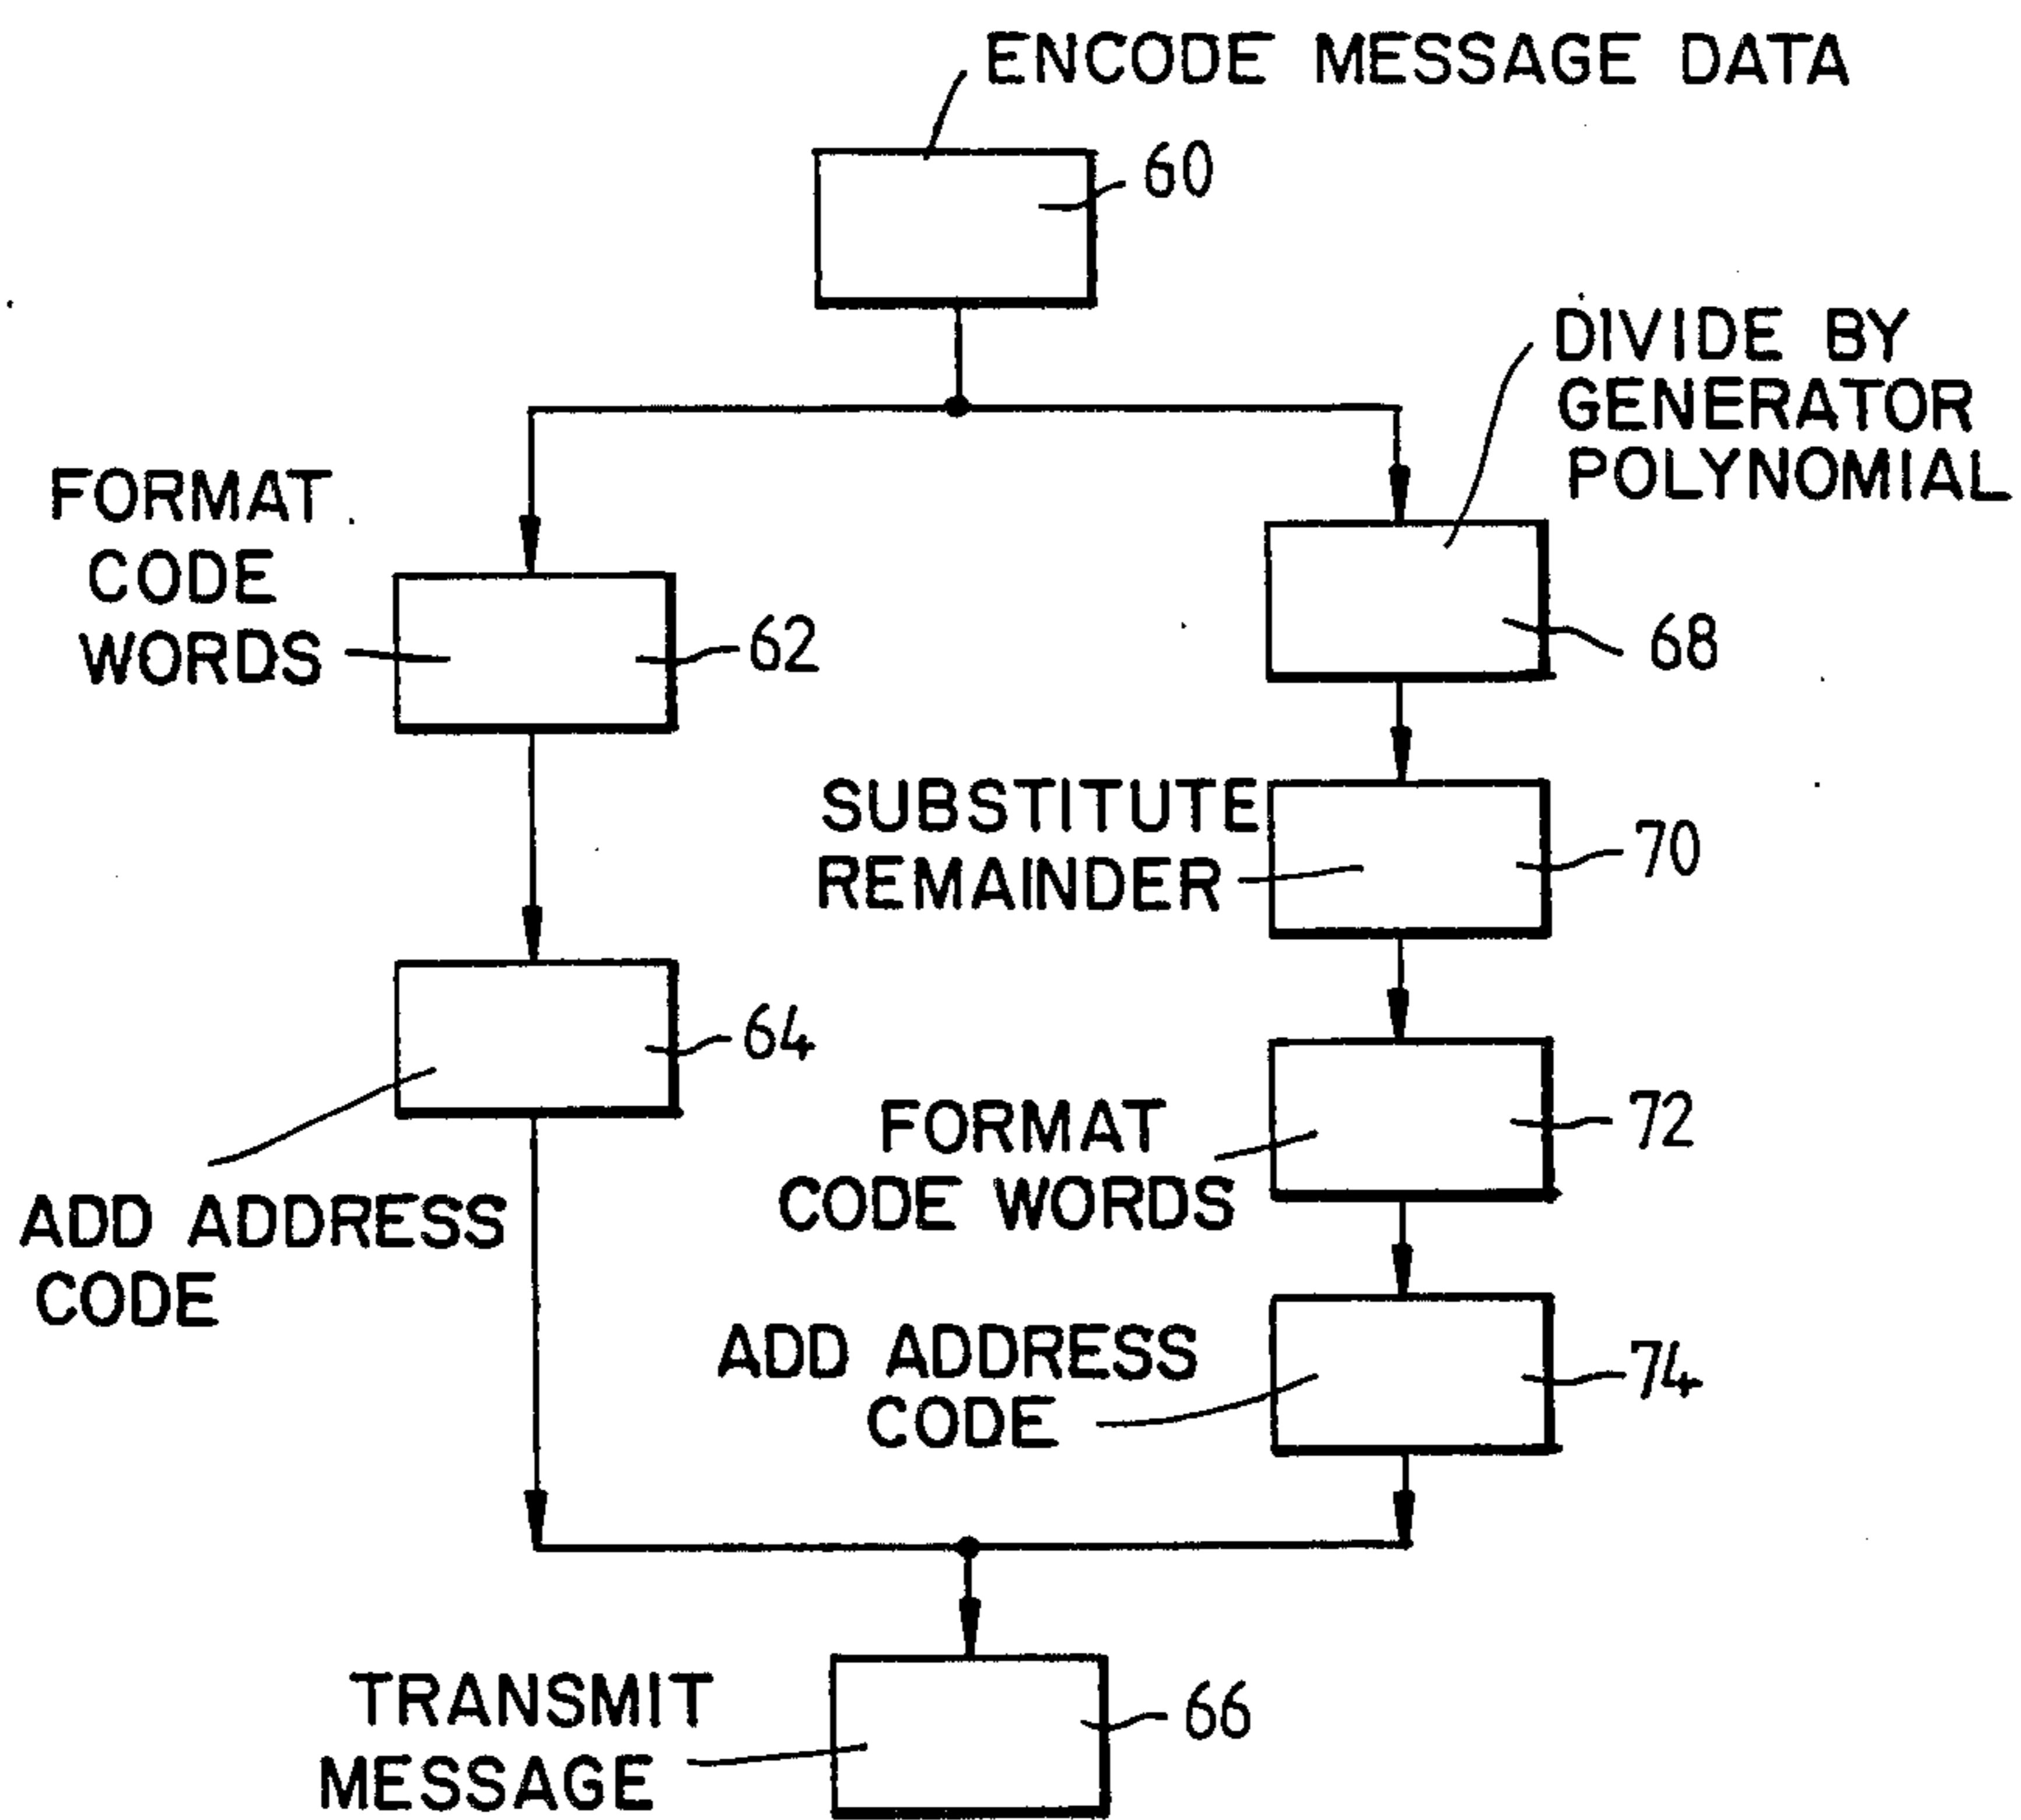 ENCODE MESSAGE DATA
60
DIVIDE BY
GENERATOR
POLYNOMIAL
68
FORMAT
CODE
WORDS
62
SUBSTITUTE
REMAINDER
70
64
ADD ADDRESS
CODE
FORMAT
CODE WORDS
72
ADD ADDRESS
CODE
74
TRANSMIT
MESSAGE
66